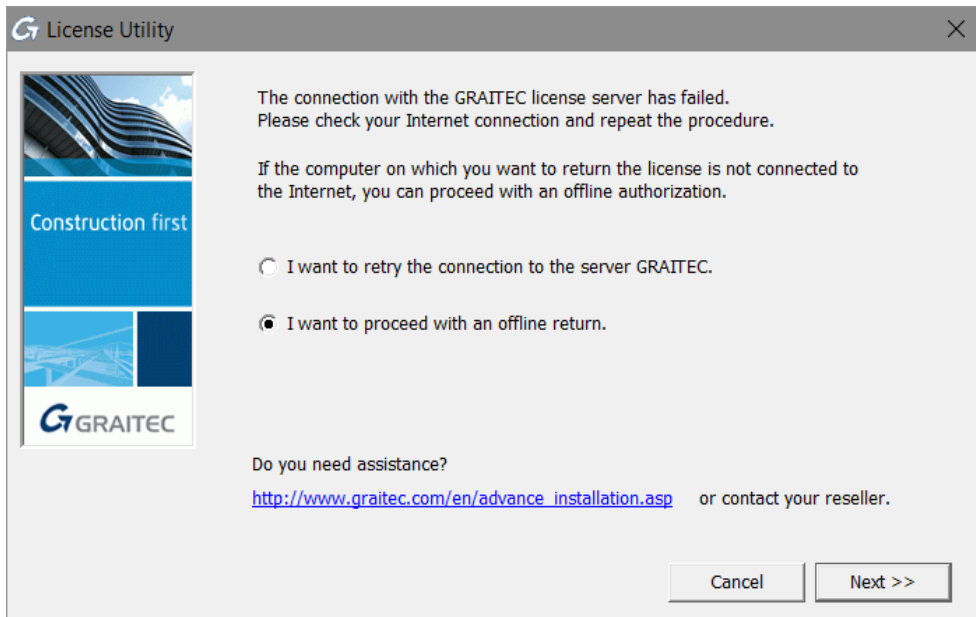 License Utility
The connection with the GRAITEC license server has failed.
Please check your Internet connection and repeat the procedure.
If the computer on which you want to return the license is not connected to
the Internet, you can proceed with an offline authorization.
Construction first
I want to retry the connection to the server GRAITEC.
I want to proceed with an offline return.
GRAITEC
Do you need assistance?
http://www.graitec.com/en/advance_installation.asp or contact your reseller.
Cancel Next >>